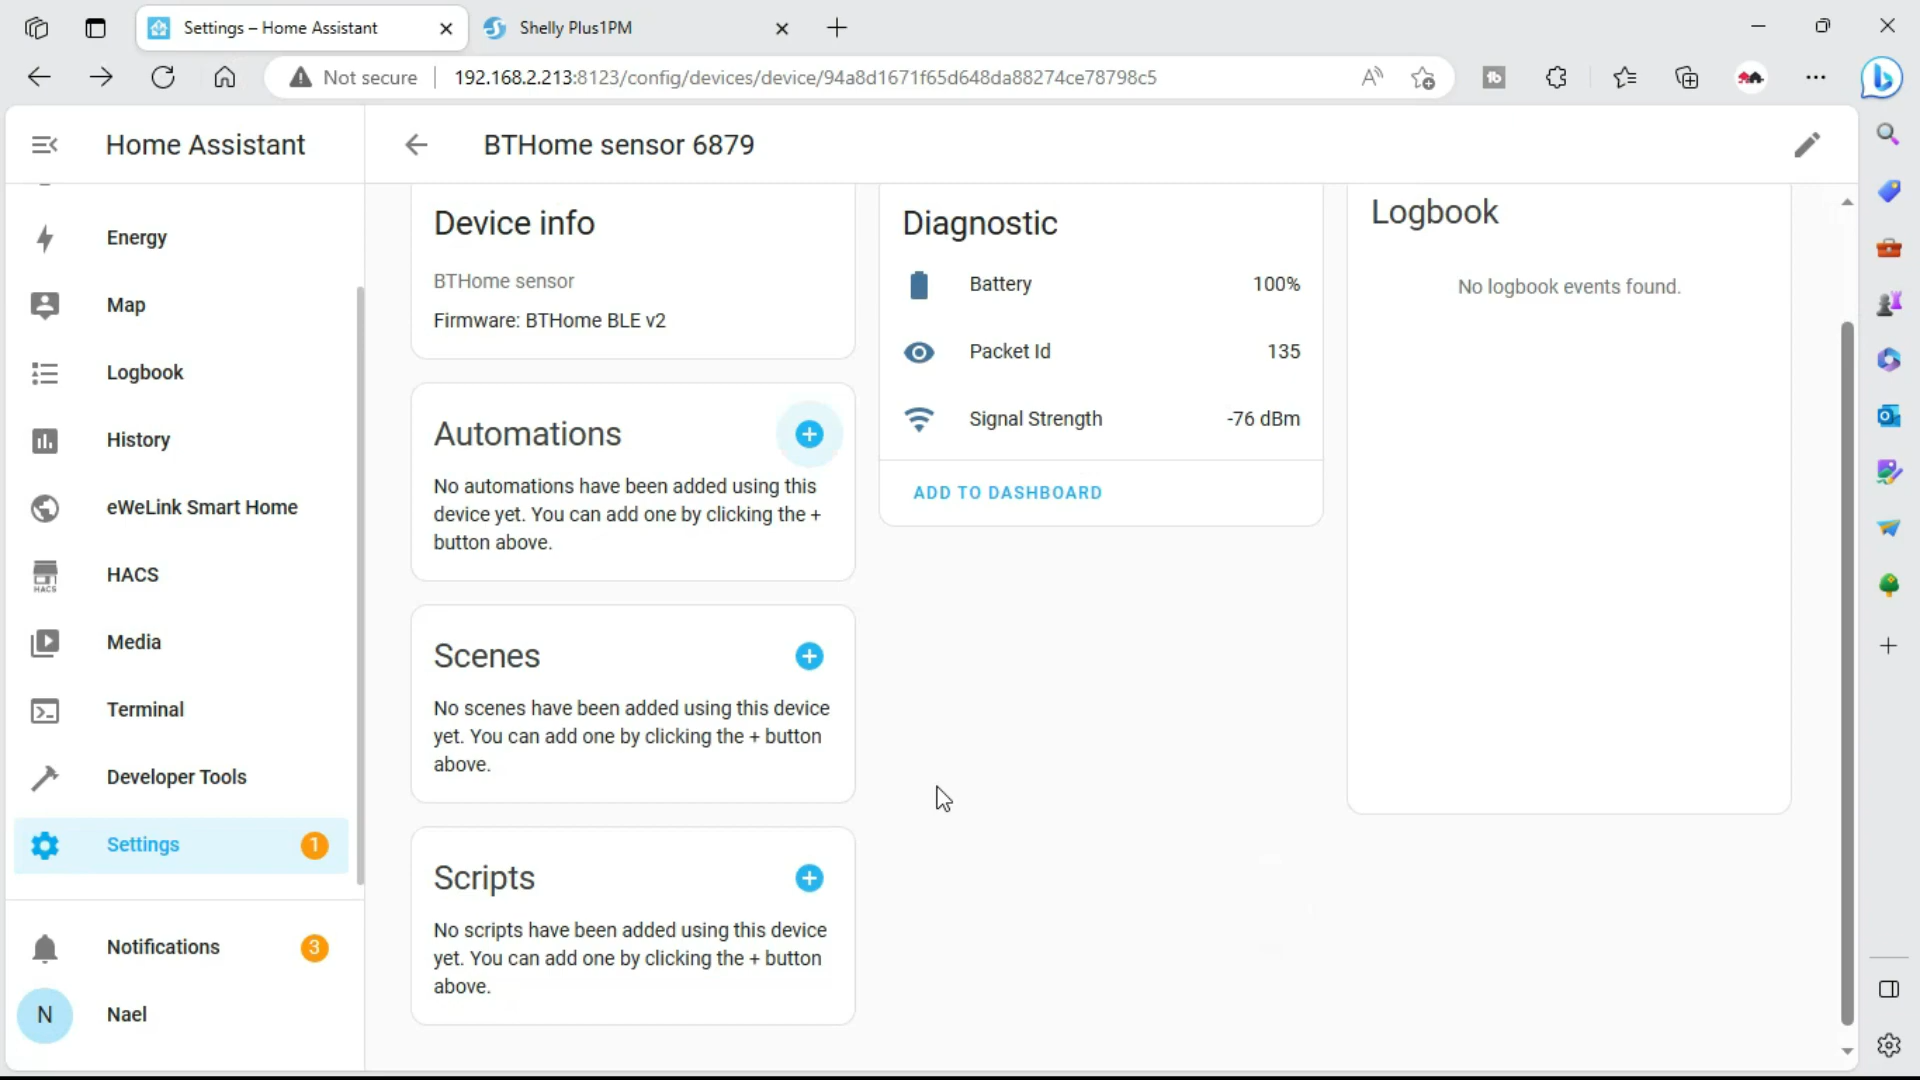 Settings – Home Assistant
Shelly Plus1PM
Not secure
192.168.2.213:8123/config/devices/device/94a8d1671f65d648da88274ce78798c5
Home Assistant
BTHome sensor 6879
Energy
Map
Logbook
History
eWeLink Smart Home
HACS
HACS
Media
Terminal
Developer Tools
Settings
1
Notifications
3
N
Nael
Device info
BTHome sensor
Firmware: BTHome BLE v2
Automations
No automations have been added using this
device yet. You can add one by clicking the +
button above.
Scenes
No scenes have been added using this device
yet. You can add one by clicking the + button
above.
Scripts
No scripts have been added using this device
yet. You can add one by clicking the + button
above.
Diagnostic
Battery 100%
Packet Id 135
Signal Strength -76 dBm
ADD TO DASHBOARD
Logbook
No logbook events found.